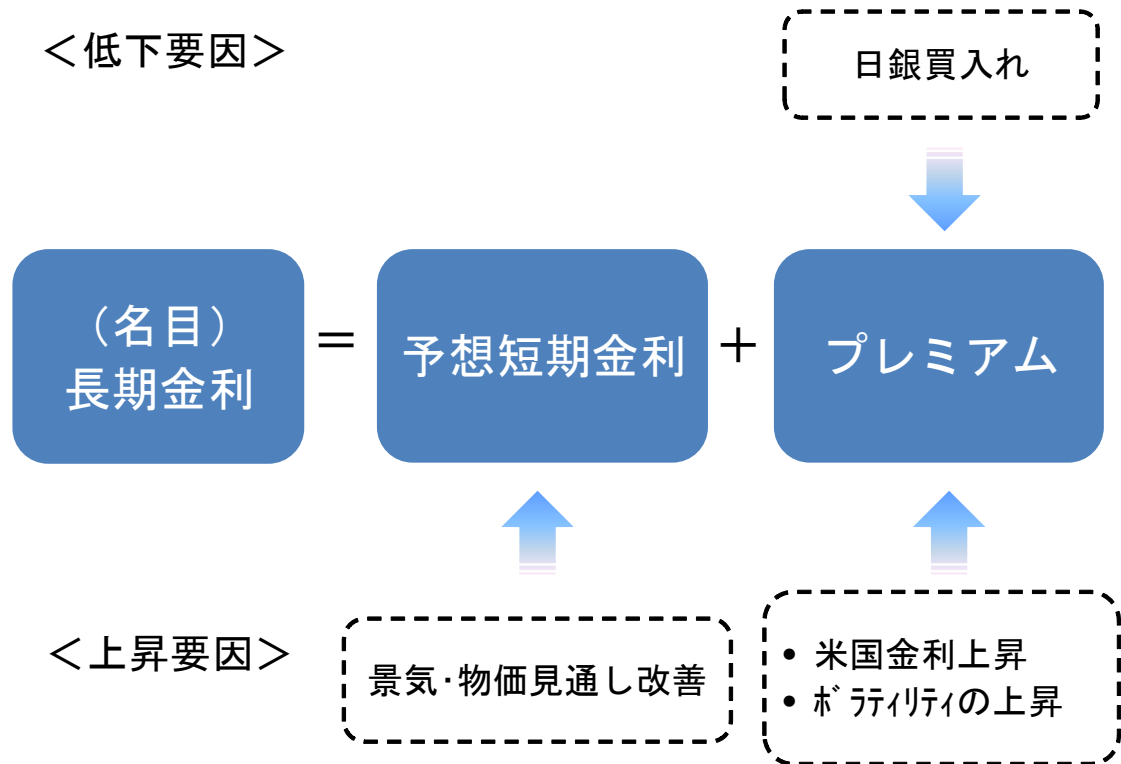 <低下要因>
日銀買入れ
(名目)
長期金利
=
予想短期金利
+
プレミアム
<上昇要因>
景気・物価見通し改善
• 米国金利上昇
• ボラティリティの上昇